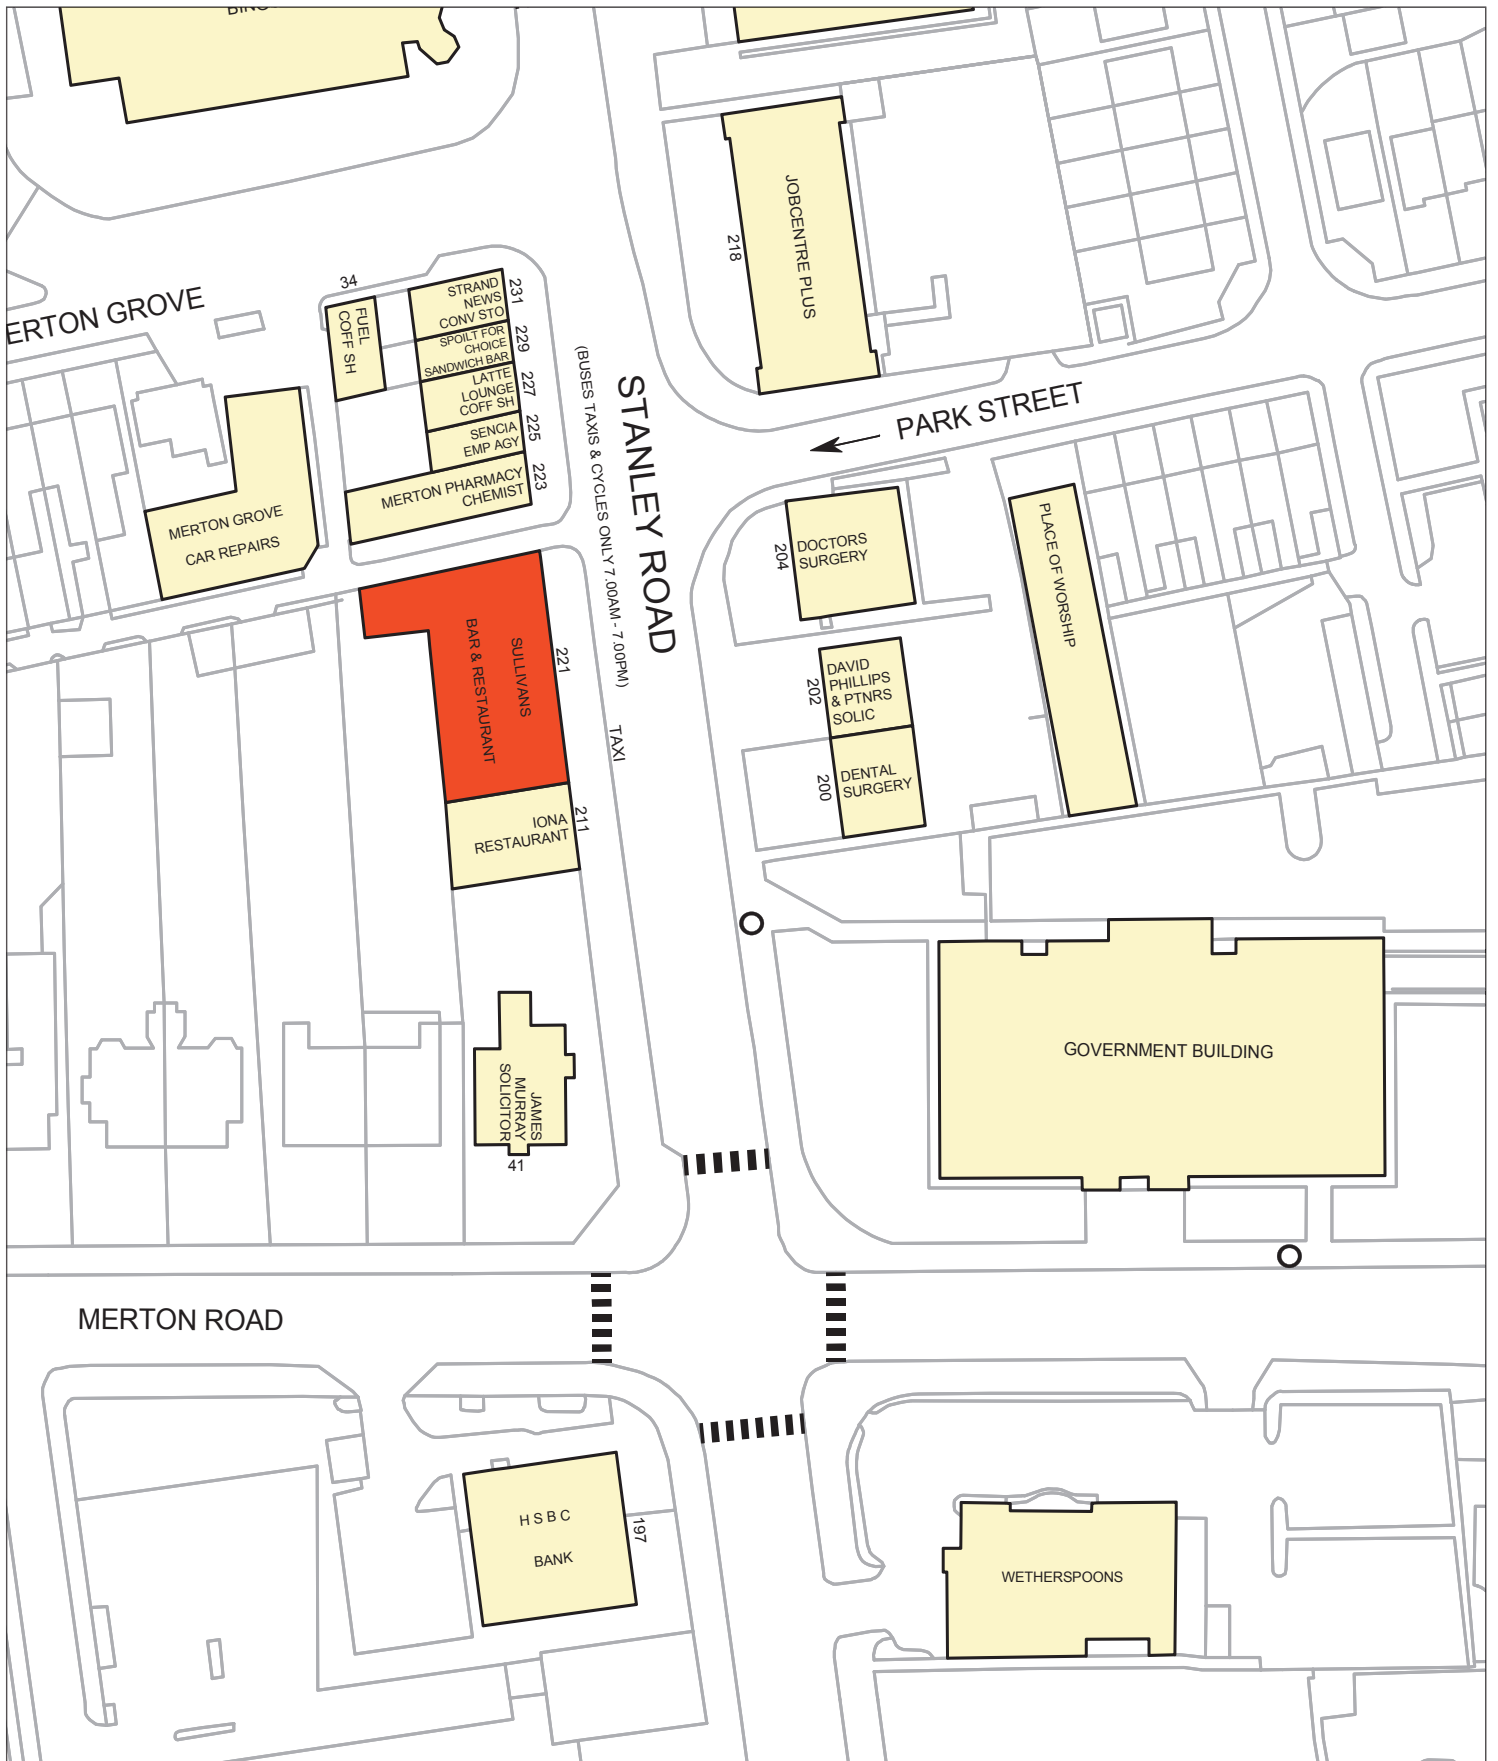 JOBCENTRE PLUS
218
ERTON GROVE
34
FUEL
COFF SH
STRAND
NEWS
CONV STO
231
SPOILT FOR
CHOICE
SANDWICH BAR
229
LATTE
LOUNGE
COFF SH
227
SENCIA
EMP AGY
225
MERTON PHARMACY
CHEMIST
223
MERTON GROVE
CAR REPAIRS
STANLEY ROAD
(BUSES TAXIS & CYCLES ONLY 7.00AM - 7.00PM)
TAXI
PARK STREET
DOCTORS
SURGERY
204
PLACE OF WORSHIP
SULLIVANS
BAR & RESTAURANT
221
DAVID
PHILLIPS
& PTNRS
SOLIC
202
DENTAL
SURGERY
200
IONA
RESTAURANT
211
GOVERNMENT BUILDING
JAMES
MURRAY
SOLICITOR
41
MERTON ROAD
H S B C
BANK
197
WETHERSPOONS